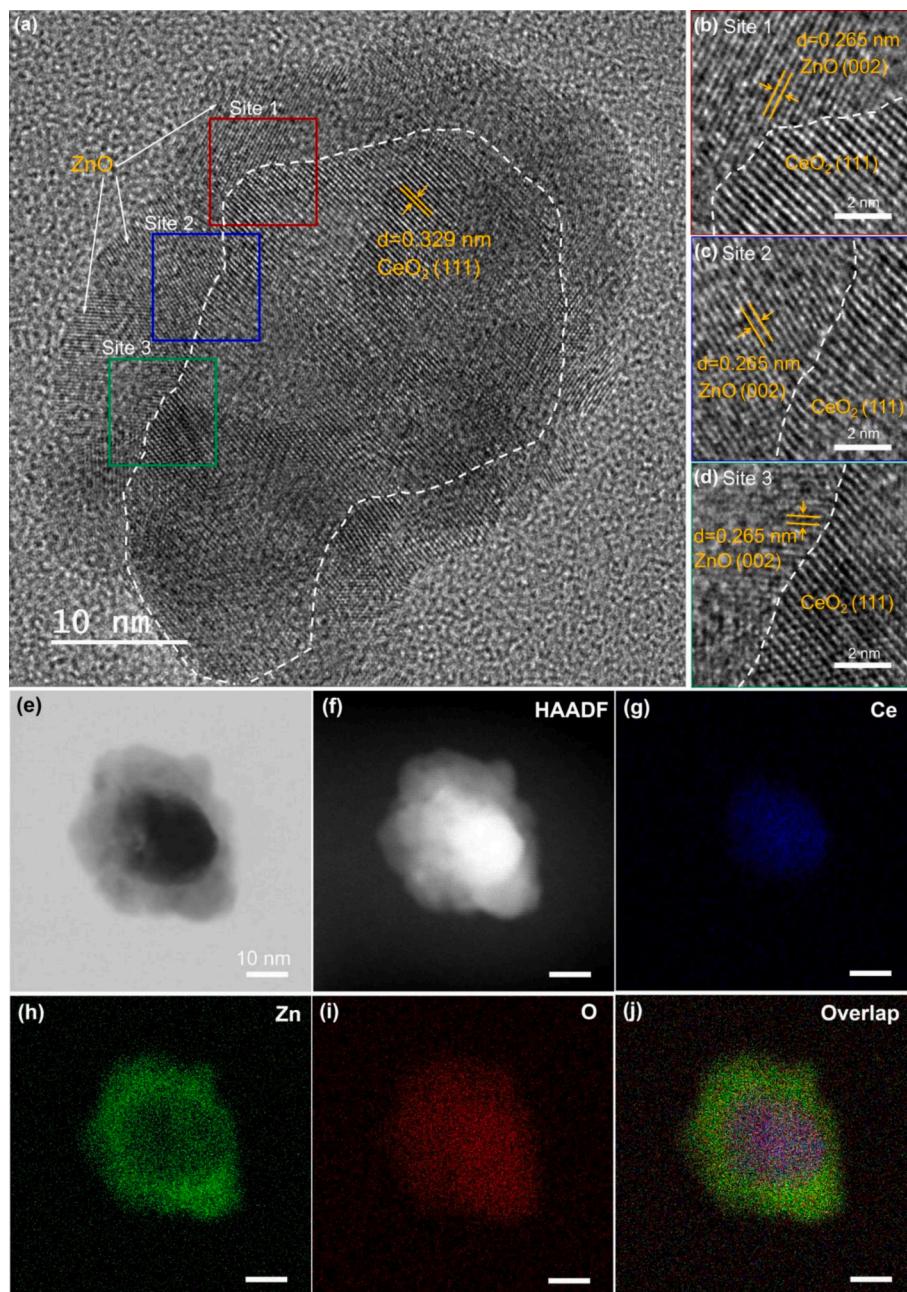 (a)
Site 1
ZnO
Site 2
Site 3
d=0.329 nm
CeO₂ (111)
10 nm
(b) Site 1
d=0.265 nm
ZnO (002)
CeO₂ (111)
2 nm
(c) Site 2
d=0.265 nm
ZnO (002)
CeO₂ (111)
2 nm
(d) Site 3
d=0.265 nm
ZnO (002)
CeO₂ (111)
2 nm
(e)
10 nm
(f) HAADF
(g) Ce
(h) Zn
(i) O
(j) Overlap